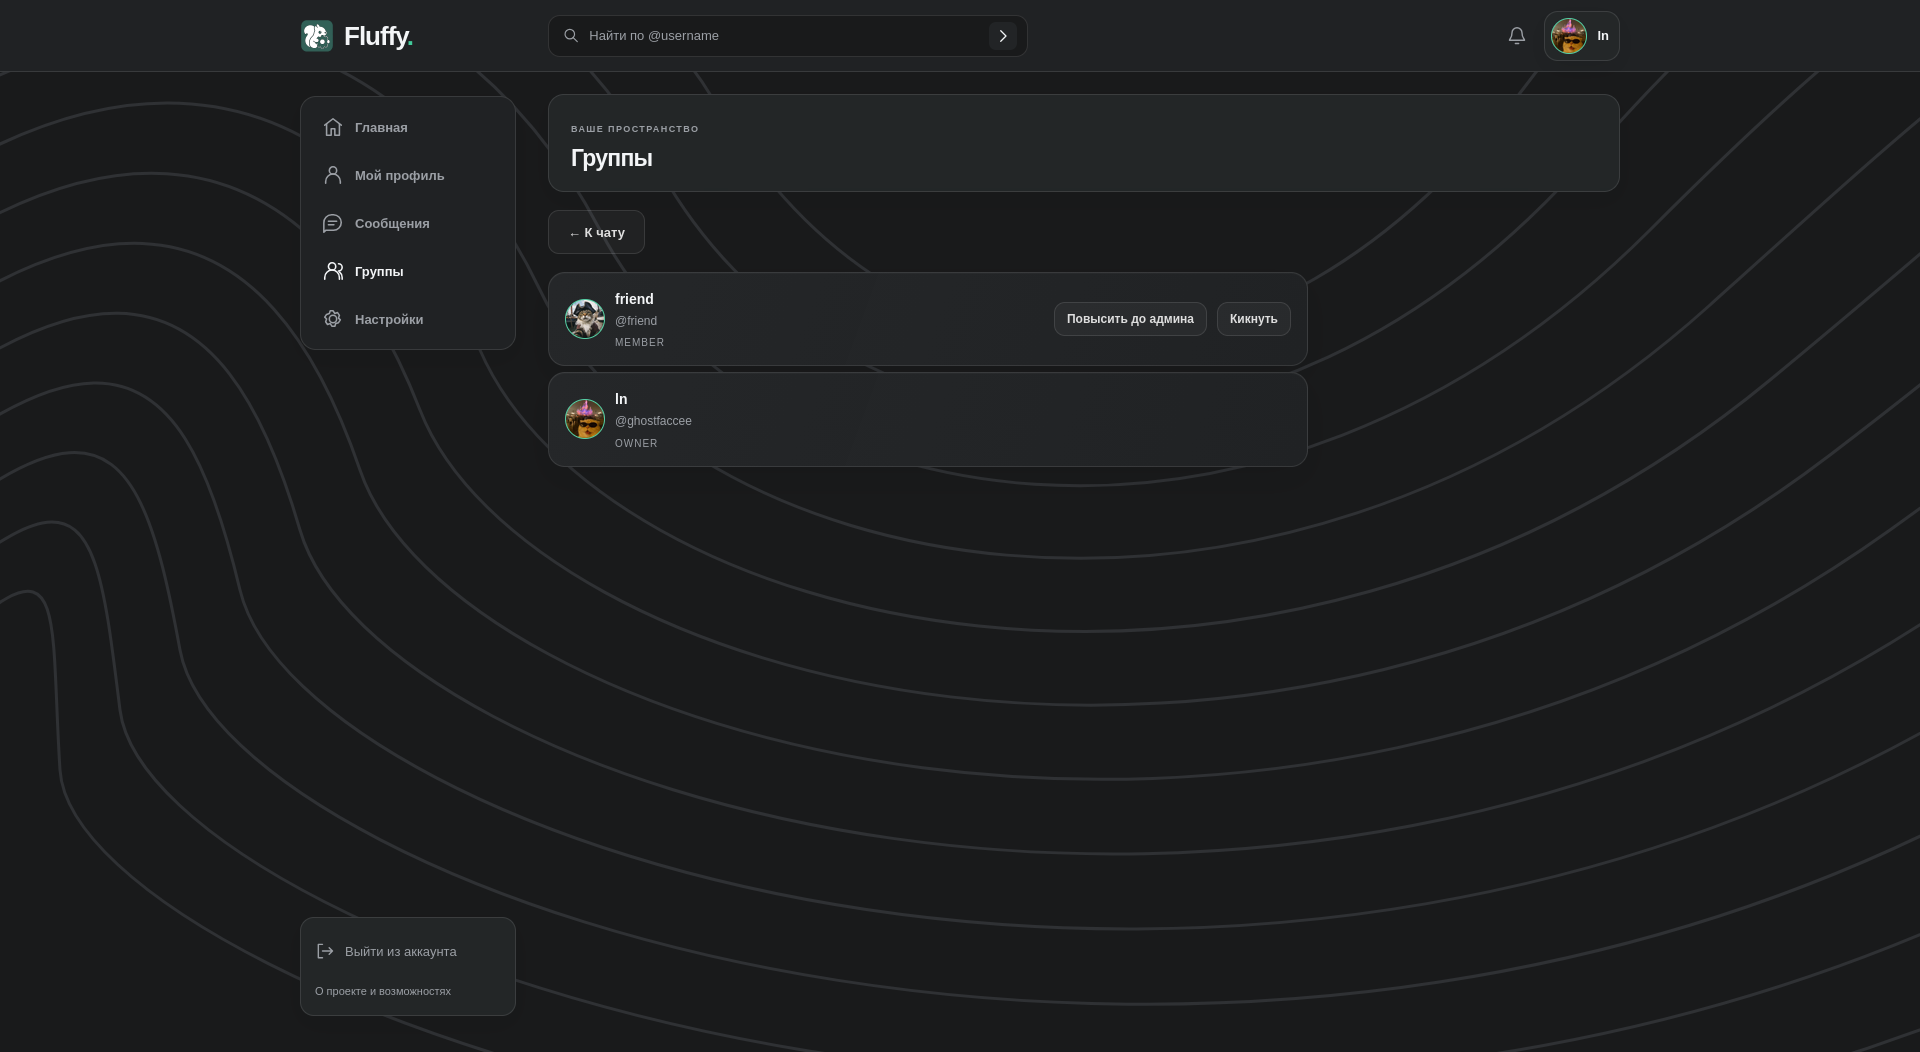 Fluffy.
Найти по @username
In
Главная
Мой профиль
Сообщения
Группы
Настройки
ВАШЕ ПРОСТРАНСТВО
Группы
← К чату
friend
@friend
MEMBER
Повысить до админа
Кикнуть
In
@ghostfaccee
OWNER
Выйти из аккаунта
О проекте и возможностях